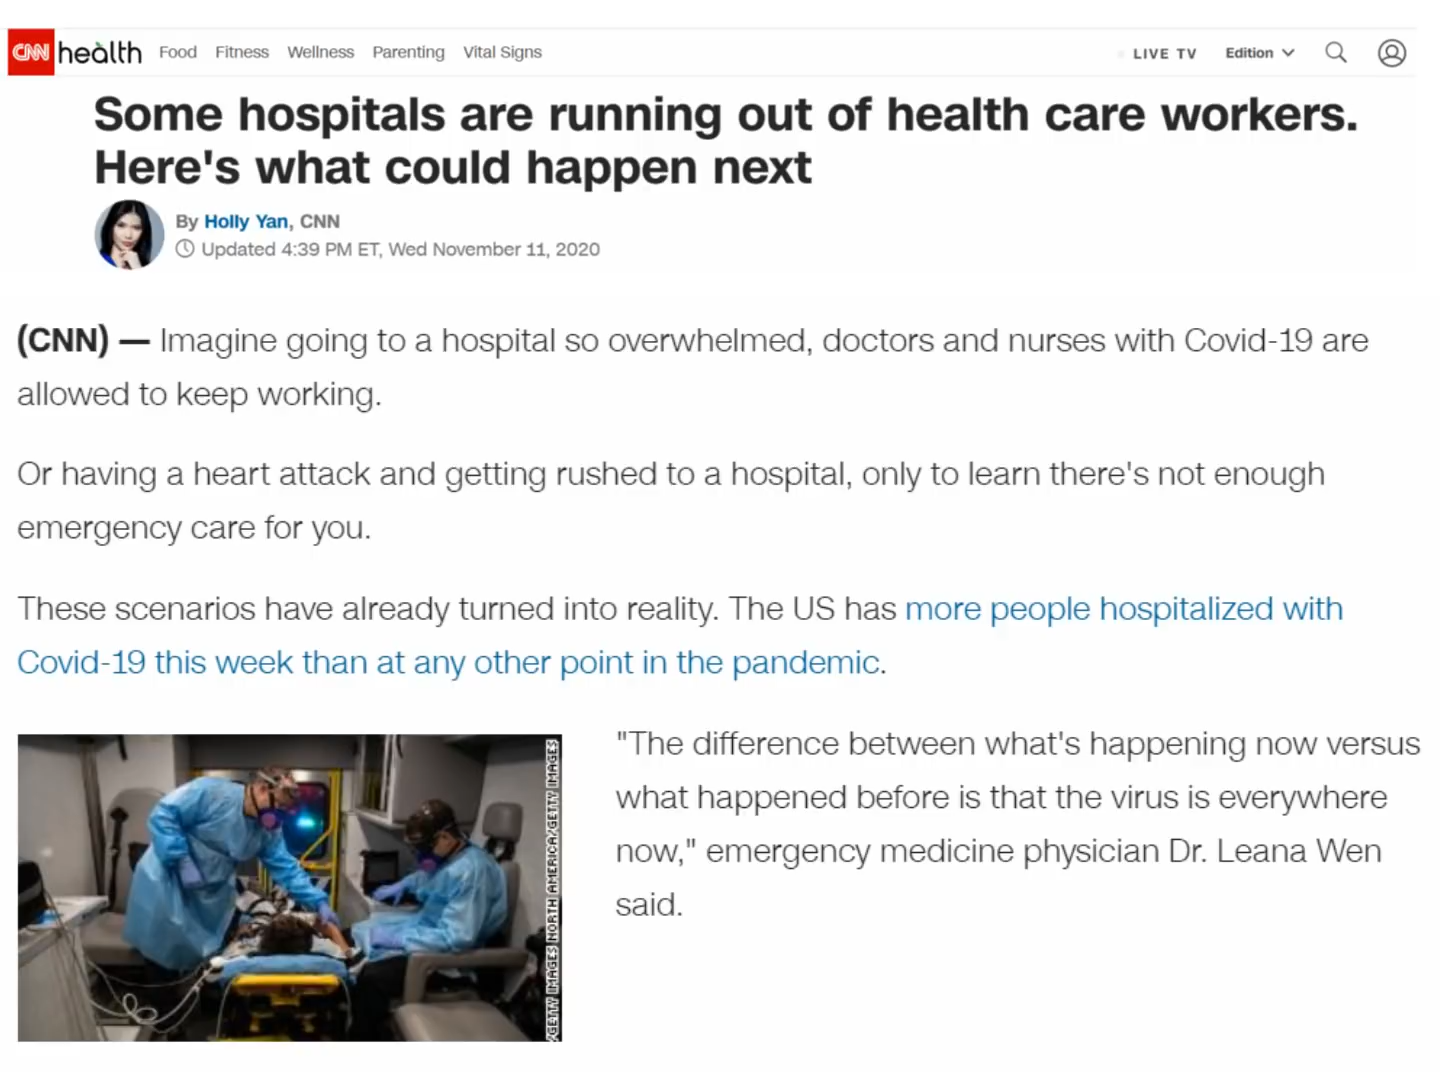 CNN health Food Fitness Wellness Parenting Vital Signs LIVE TV Edition
Some hospitals are running out of health care workers.
Here's what could happen next
By Holly Yan, CNN
Updated 4:39 PM ET, Wed November 11, 2020
(CNN) — Imagine going to a hospital so overwhelmed, doctors and nurses with Covid-19 are
allowed to keep working.
Or having a heart attack and getting rushed to a hospital, only to learn there's not enough
emergency care for you.
These scenarios have already turned into reality. The US has more people hospitalized with
Covid-19 this week than at any other point in the pandemic.
"The difference between what's happening now versus
what happened before is that the virus is everywhere
now," emergency medicine physician Dr. Leana Wen
said.
/GETTY IMAGES NORTH AMERICA/GETTY IMAGES